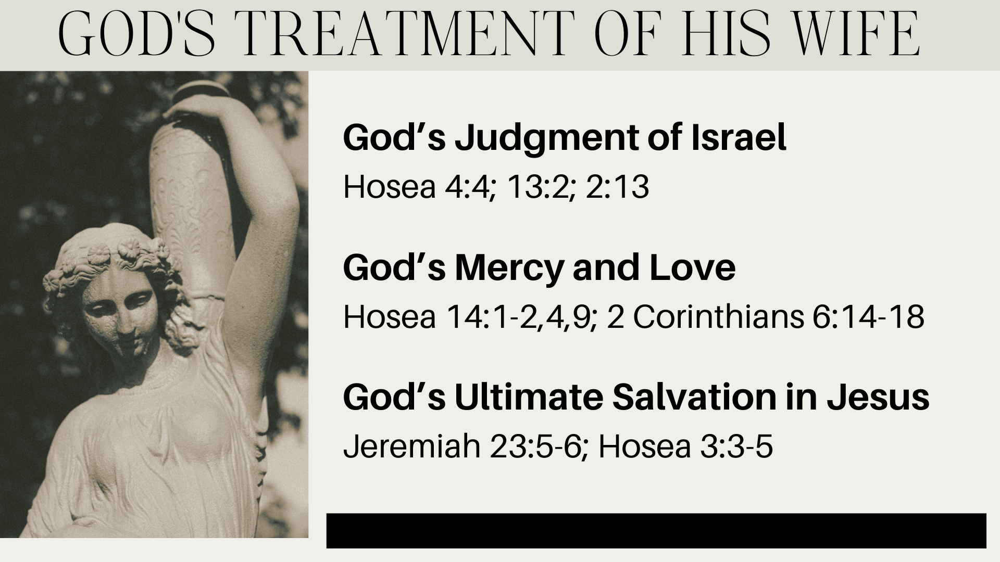 GOD'S TREATMENT OF HIS WIFE
God’s Judgment of Israel
Hosea 4:4; 13:2; 2:13
God’s Mercy and Love
Hosea 14:1-2,4,9; 2 Corinthians 6:14-18
God’s Ultimate Salvation in Jesus
Jeremiah 23:5-6; Hosea 3:3-5